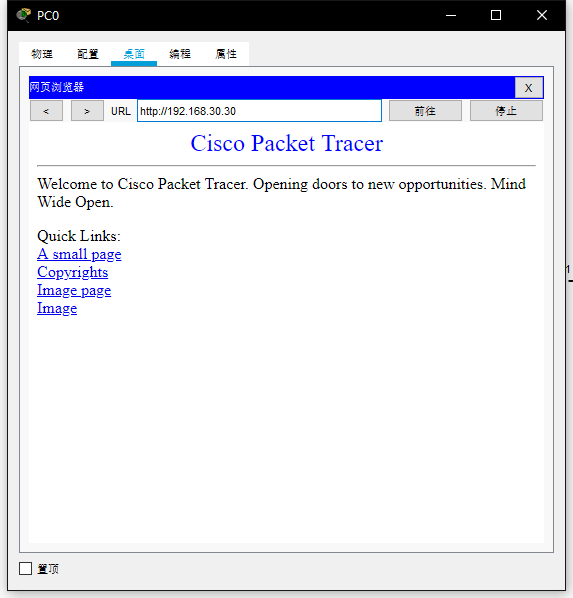 PC0
物理 配置 桌面 编程 属性
网页浏览器 X
< > URL http://192.168.30.30 前往 停止
Cisco Packet Tracer
Welcome to Cisco Packet Tracer. Opening doors to new opportunities. Mind
Wide Open.
Quick Links:
A small page
Copyrights
Image page
Image
1
置顶